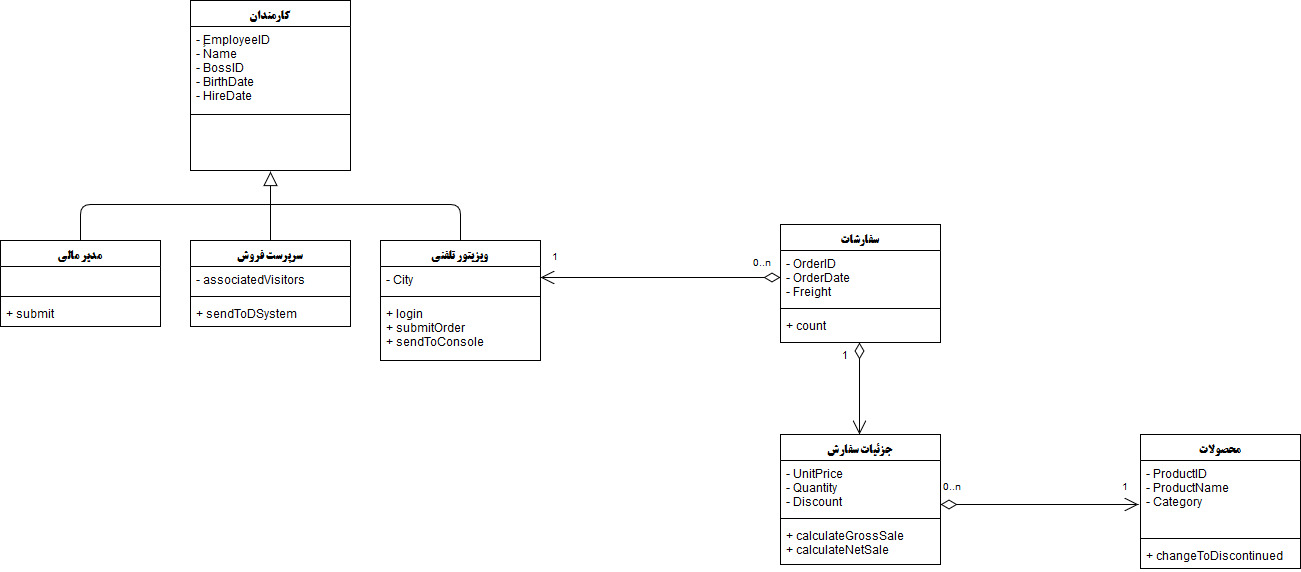 کارمندان
- EmployeeID
- Name
- BossID
- BirthDate
- HireDate
مدیر مالی
+ submit
سرپرست فروش
- associatedVisitors
+ sendToDSystem
ویزیتور تلفنی
- City
+ login
+ submitOrder
+ sendToConsole
1
0..n
سفارشات
- OrderID
- OrderDate
- Freight
+ count
1
جزئیات سفارش
- UnitPrice
- Quantity
- Discount
+ calculateGrossSale
+ calculateNetSale
0..n
1
محصولات
- ProductID
- ProductName
- Category
+ changeToDiscontinued